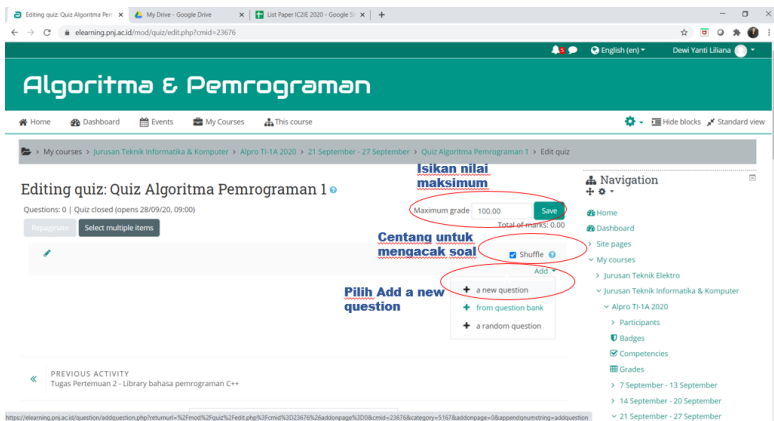 Editing quiz: Quiz Algoritma Pem
My Drive - Google Drive
List Paper IC2IE 2020 - Google S
elearning.pnj.ac.id/mod/quiz/edit.php?cmid=23676
English (en)
Dewi Yanti Liliana
Algoritma & Pemrograman
Home
Dashboard
Events
My Courses
This course
Hide blocks
Standard view
My courses > Jurusan Teknik Informatika & Komputer > Alpro TI-1A 2020 > 21 September - 27 September > Quiz Algoritma Pemrograman 1 > Edit quiz
Isikan nilai
maksimum
Editing quiz: Quiz Algoritma Pemrograman 1
Questions: 0 | Quiz closed (opens 28/09/20, 09:00)
Maximum grade 100.00 Save
Repaginate Select multiple items
Total of marks: 0.00
Centang untuk
mengacak soal
Shuffle
Add
Pilih Add a new
question
a new question
from question bank
a random question
PREVIOUS ACTIVITY
Tugas Pertemuan 2 - Library bahasa pemrograman C++
Navigation
Home
Dashboard
Site pages
My courses
Jurusan Teknik Elektro
Jurusan Teknik Informatika & Komputer
Alpro TI-1A 2020
Participants
Badges
Competencies
Grades
7 September - 13 September
14 September - 20 September
21 September - 27 September
https://elearning.pnj.ac.id/question/addquestion.php?returnurl=%2Fmod%2Fquiz%2Fedit.php%3Fcmid%3D23676%26addonpage%3D0&cmid=23676&category=5167&addonpage=0&appendqnumstring=addquestion